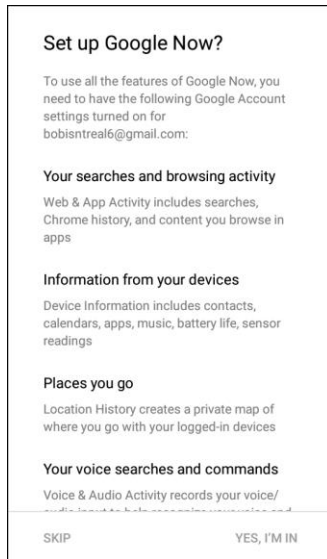 Set up Google Now?
To use all the features of Google Now, you
need to have the following Google Account
settings turned on for
bobisntreal6@gmail.com:
Your searches and browsing activity
Web & App Activity includes searches,
Chrome history, and content you browse in
apps
Information from your devices
Device Information includes contacts,
calendars, apps, music, battery life, sensor
readings
Places you go
Location History creates a private map of
where you go with your logged-in devices
Your voice searches and commands
Voice & Audio Activity records your voice/
SKIP
YES, I'M IN